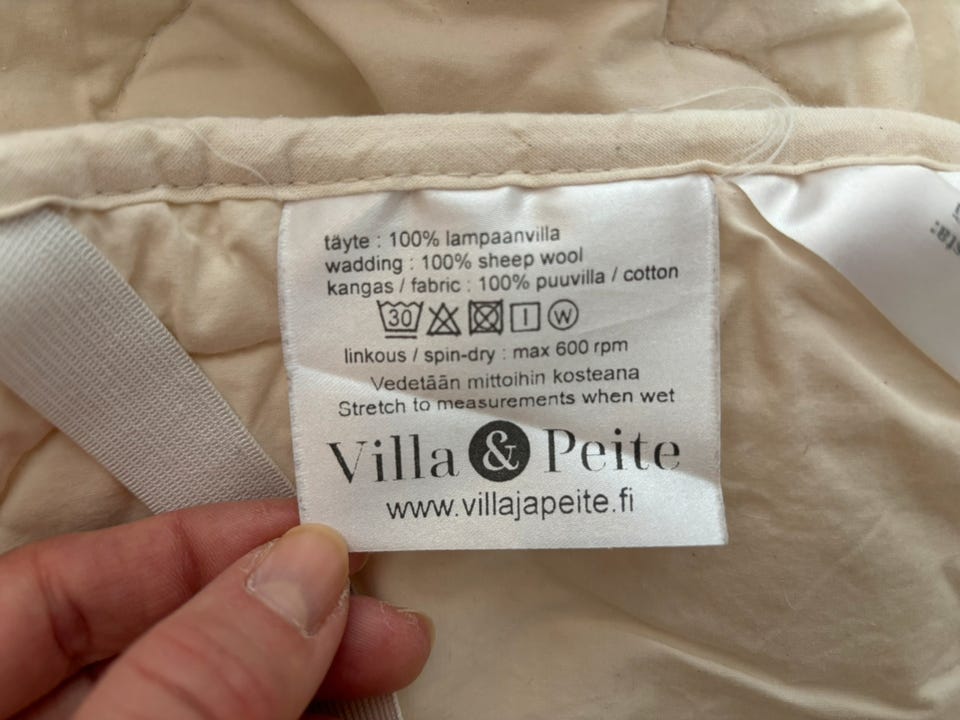 täyte : 100% lampaanvilla
wadding : 100% sheep wool
kangas / fabric : 100% puuvilla / cotton
30 I W
linkous / spin-dry : max 600 rpm
Vedetään mittoihin kosteana
Stretch to measurements when wet
Villa & Peite
www.villajapeite.fi